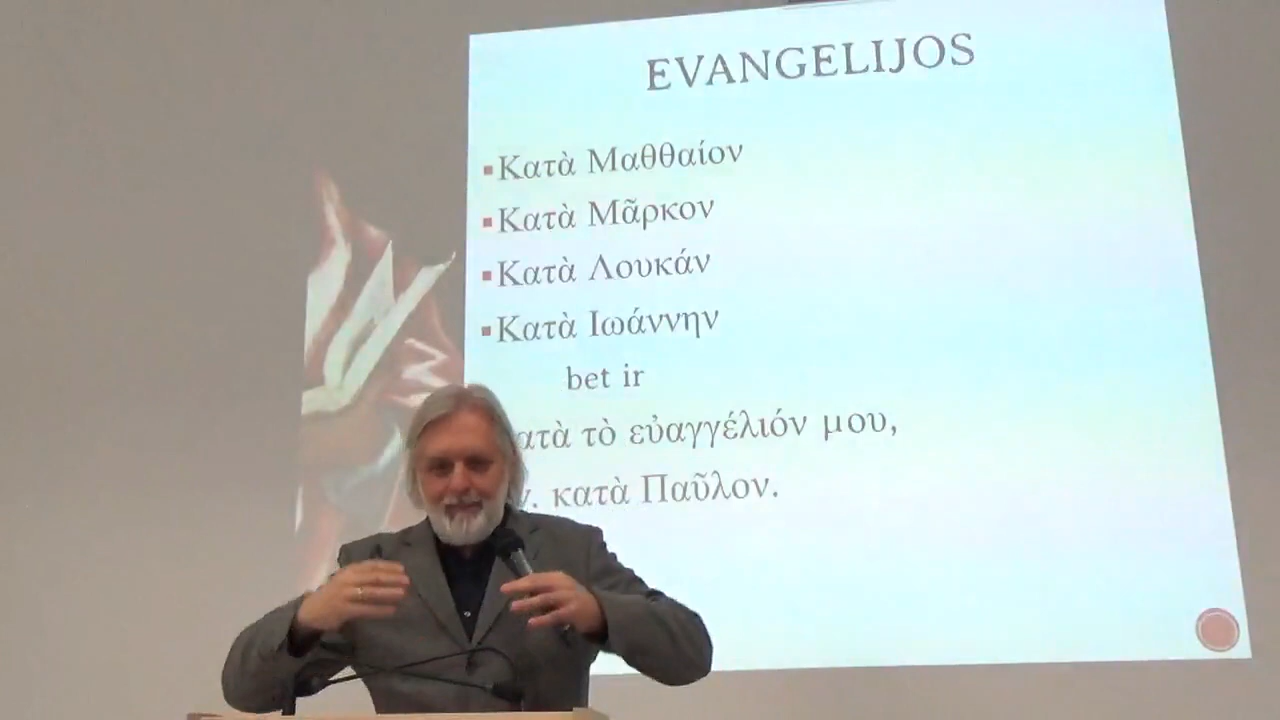 EVANGELIJOS
Κατὰ Μαθθαίον
Κατὰ Μᾶρκον
Κατὰ Λουκάν
Κατὰ Ιωάννην
bet ir
ατὰ τὸ εὐαγγέλιόν μου,
ν. κατὰ Παῦλον.